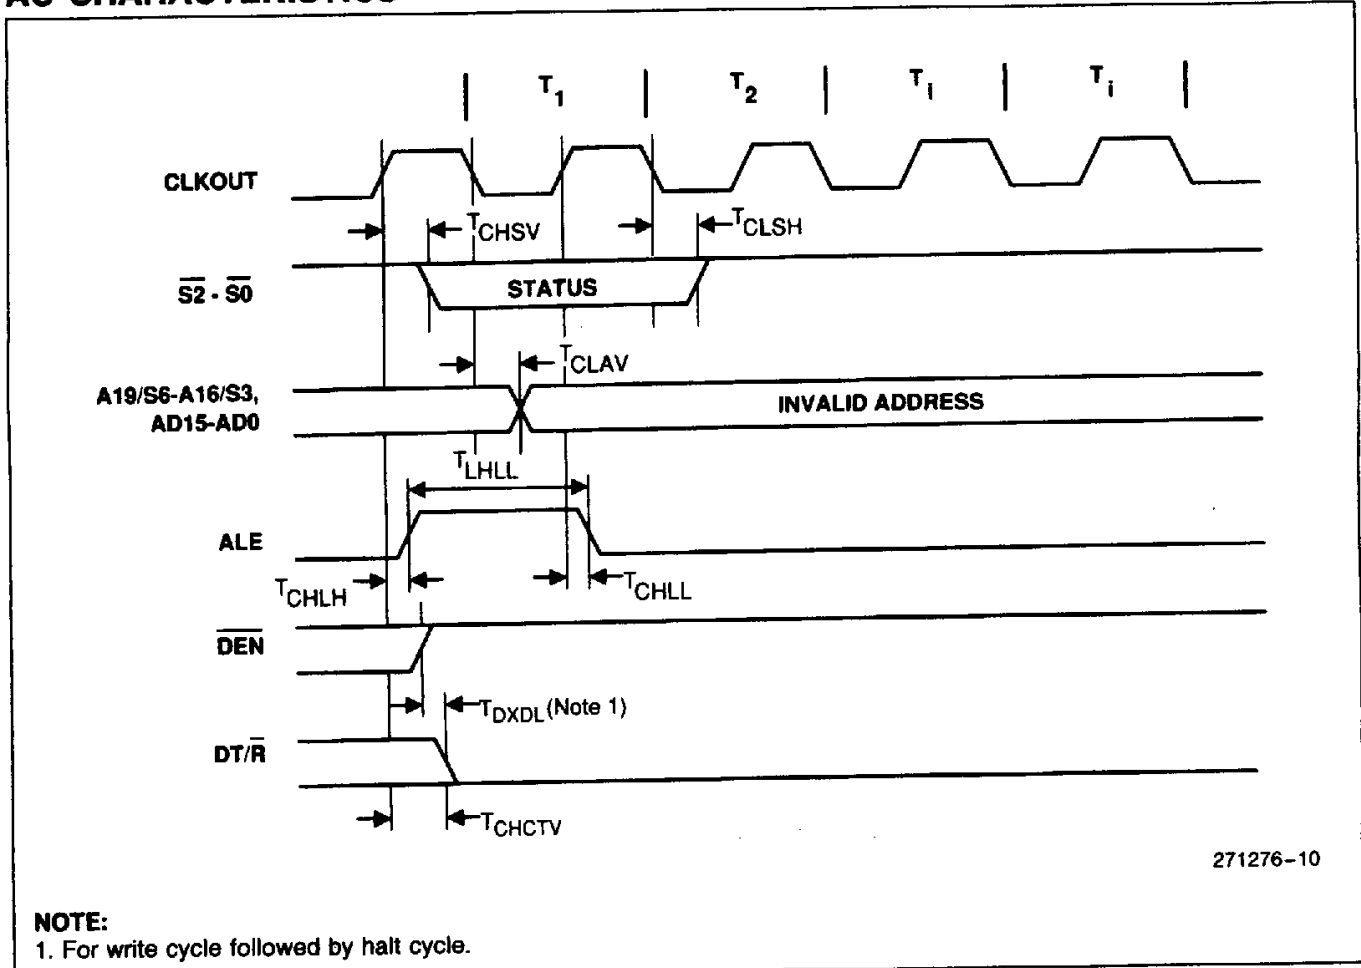 AC CHARACTERISTICS
T1 T2 Ti Ti
CLKOUT
TCHSV TCLSH
S2 - S0 STATUS
TCLAV
A19/S6-A16/S3,
AD15-AD0
INVALID ADDRESS
TLHLL
ALE
TCHLH TCHLL
DEN
TDXDL (Note 1)
DT/R
TCHCTV
271276-10
NOTE:
1. For write cycle followed by halt cycle.